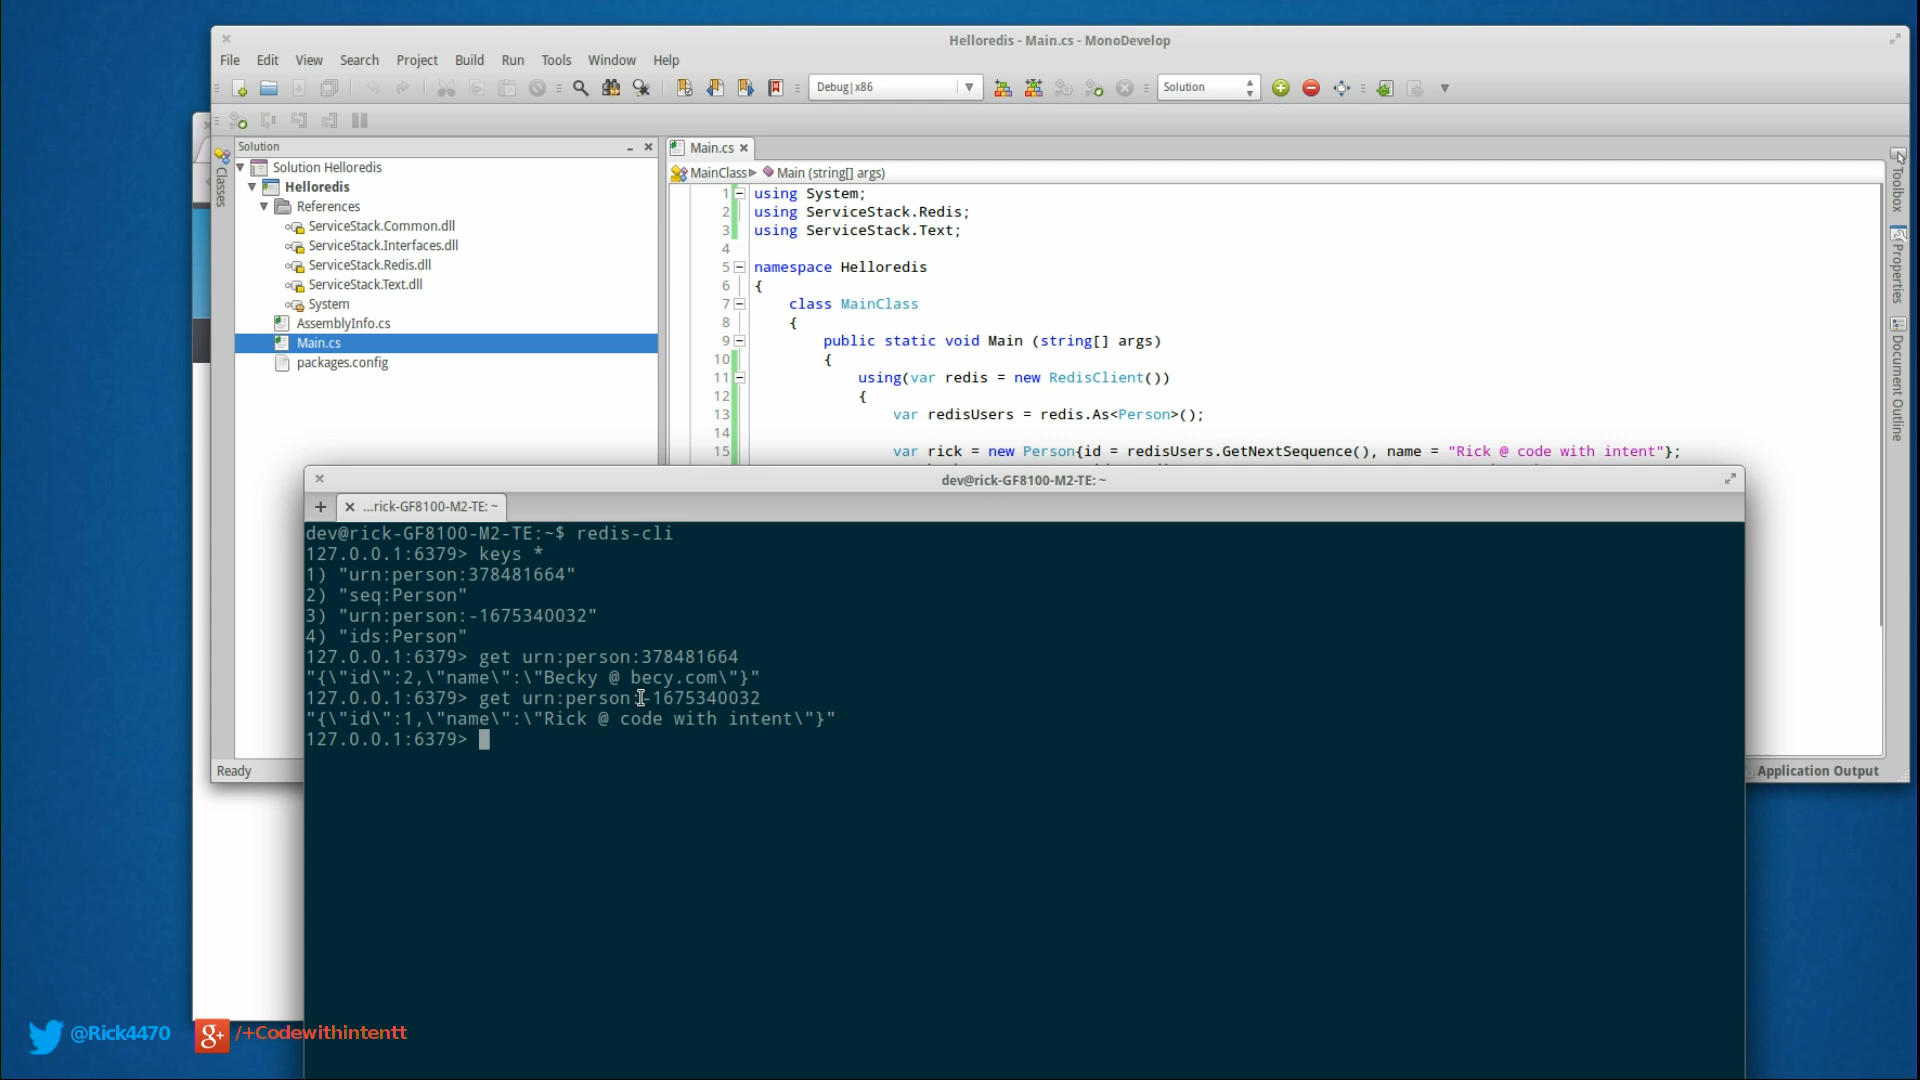 Helloredis - Main.cs - MonoDevelop
File Edit View Search Project Build Run Tools Window Help
Debug|x86
Solution
Solution
Classes
Solution Helloredis
Helloredis
References
ServiceStack.Common.dll
ServiceStack.Interfaces.dll
ServiceStack.Redis.dll
ServiceStack.Text.dll
System
AssemblyInfo.cs
Main.cs
packages.config
Main.cs
MainClass Main (string[] args)
1 using System;
2 using ServiceStack.Redis;
3 using ServiceStack.Text;
4
5 namespace Helloredis
6 {
7 class MainClass
8 {
9 public static void Main (string[] args)
10 {
11 using(var redis = new RedisClient())
12 {
13 var redisUsers = redis.As<Person>();
14
15 var rick = new Person{id = redisUsers.GetNextSequence(), name = "Rick @ code with intent"};
Toolbox
Properties
Document Outline
dev@rick-GF8100-M2-TE: ~
...rick-GF8100-M2-TE: ~
dev@rick-GF8100-M2-TE:~$ redis-cli
127.0.0.1:6379> keys *
1) "urn:person:378481664"
2) "seq:Person"
3) "urn:person:-1675340032"
4) "ids:Person"
127.0.0.1:6379> get urn:person:378481664
"{\"id\":2,\"name\":\"Becky @ becy.com\"}"
127.0.0.1:6379> get urn:person:-1675340032
"{\"id\":1,\"name\":\"Rick @ code with intent\"}"
127.0.0.1:6379>
Ready
Application Output
@Rick4470
g+ /+Codewithintentt